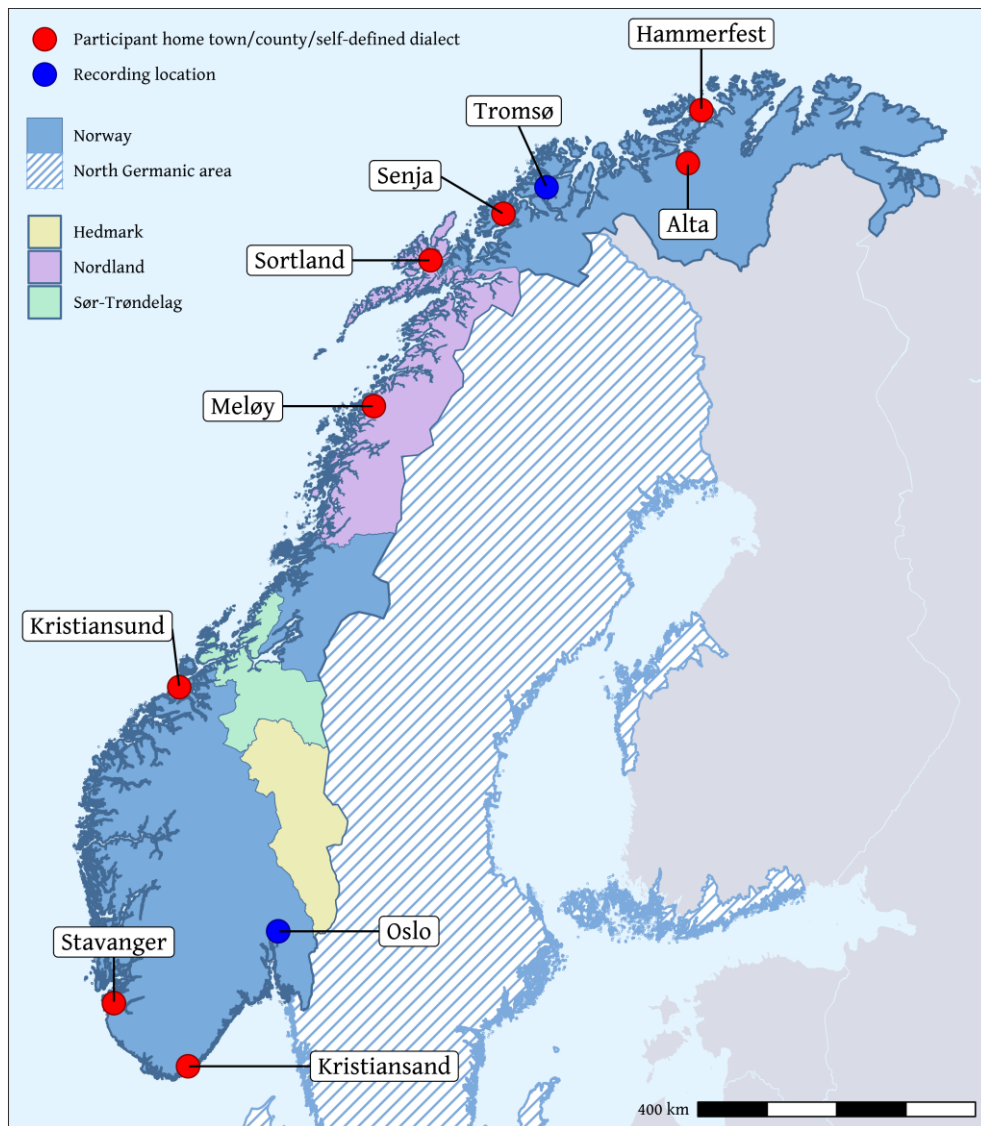 Participant home town/county/self-defined dialect
Recording location
Norway
North Germanic area
Hedmark
Nordland
Sør-Trøndelag
Hammerfest
Tromsø
Senja
Alta
Sortland
Meløy
Kristiansund
Stavanger
Oslo
Kristiansand
400 km